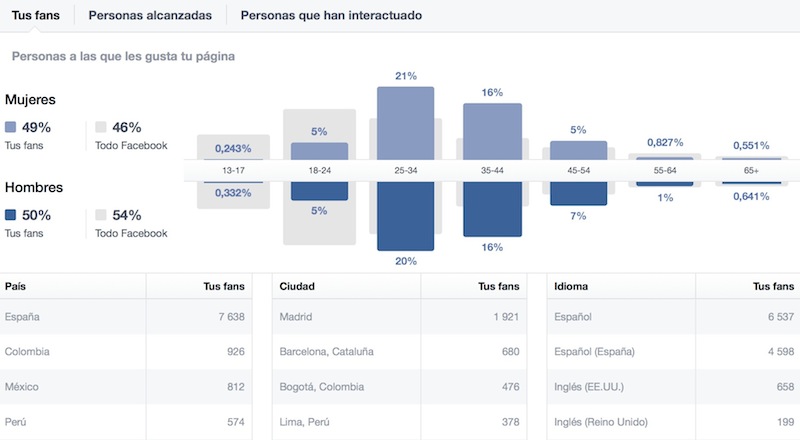 Tus fans Personas alcanzadas Personas que han interactuado
Personas a las que les gusta tu página
21%
16%
Mujeres
49% 46%
5% 5%
Tus fans Todo Facebook
0,243% 0,827% 0,551%
13-17 18-24 25-34 35-44 45-54 55-64 65+
Hombres
0,332% 5% 20% 16% 7% 1% 0,641%
50% 54%
Tus fans Todo Facebook
País Tus fans Ciudad Tus fans Idioma Tus fans
España 7 638 Madrid 1 921 Español 6 537
Colombia 926 Barcelona, Cataluña 680 Español (España) 4 598
México 812 Bogotá, Colombia 476 Inglés (EE.UU.) 658
Perú 574 Lima, Perú 378 Inglés (Reino Unido) 199